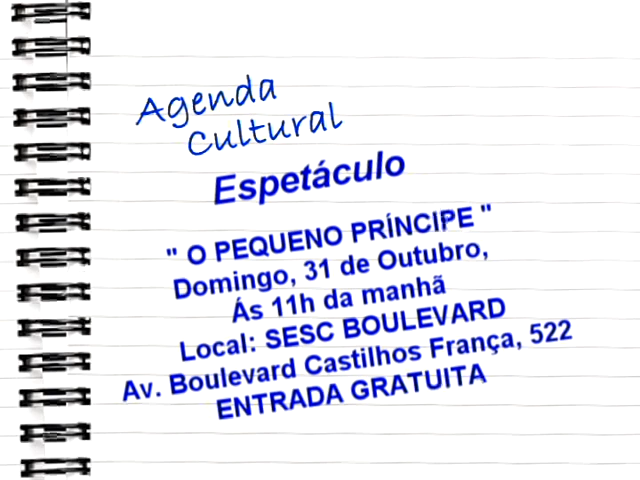 Agenda
Cultural
Espetáculo
" O PEQUENO PRÍNCIPE "
Domingo, 31 de Outubro,
Ás 11h da manhã
Local: SESC BOULEVARD
Av. Boulevard Castilhos França, 522
ENTRADA GRATUITA